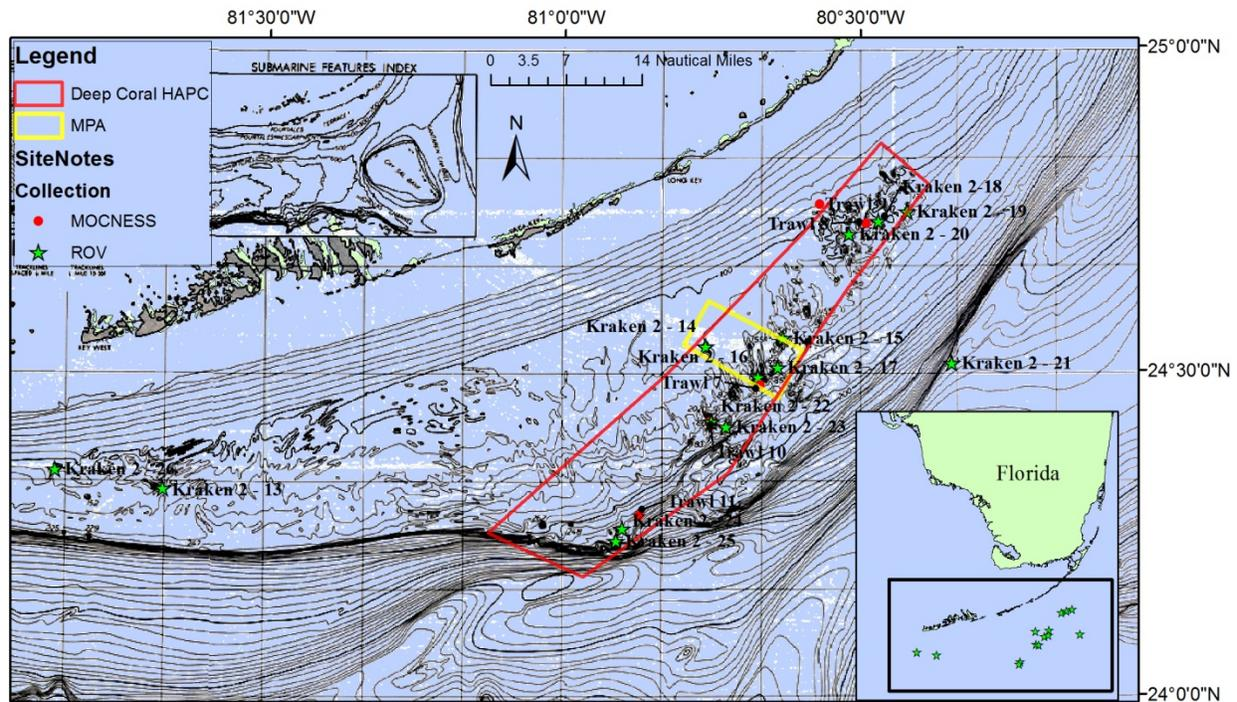 81°30'0"W
81°0'0"W
80°30'0"W
25°0'0"N
24°30'0"N
24°0'0"N
Legend
Deep Coral HAPC
MPA
SiteNotes
Collection
MOCNESS
ROV
SUBMARINE FEATURES INDEX
0 3.5 7 14 Nautical Miles
N
LONG KEY
KEY WEST
Kraken 2-18
Kraken 2 - 19
Kraken 2 - 20
Kraken 2 - 14
Kraken 2 - 15
Kraken 2 - 16
Kraken 2 - 17
Trawl 7
Kraken 2 - 21
Kraken 2 - 22
Kraken 2 - 23
Trawl 10
Kraken 2 - 26
Kraken 2 - 13
Trawl 11
Kraken 2 - 24
Kraken 2 - 25
Florida